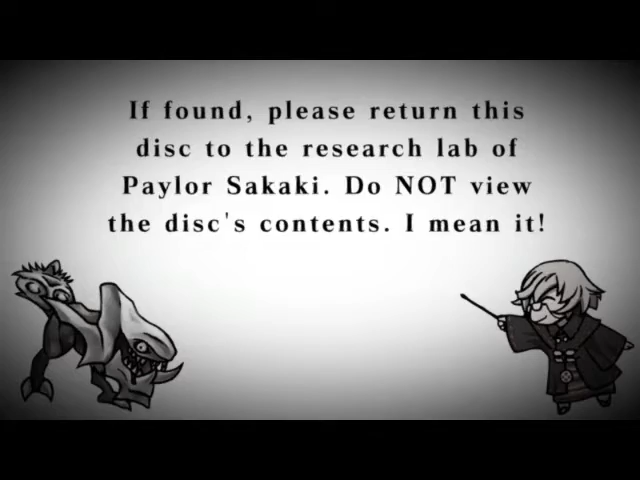 If found, please return this
disc to the research lab of
Paylor Sakaki. Do NOT view
the disc's contents. I mean it!